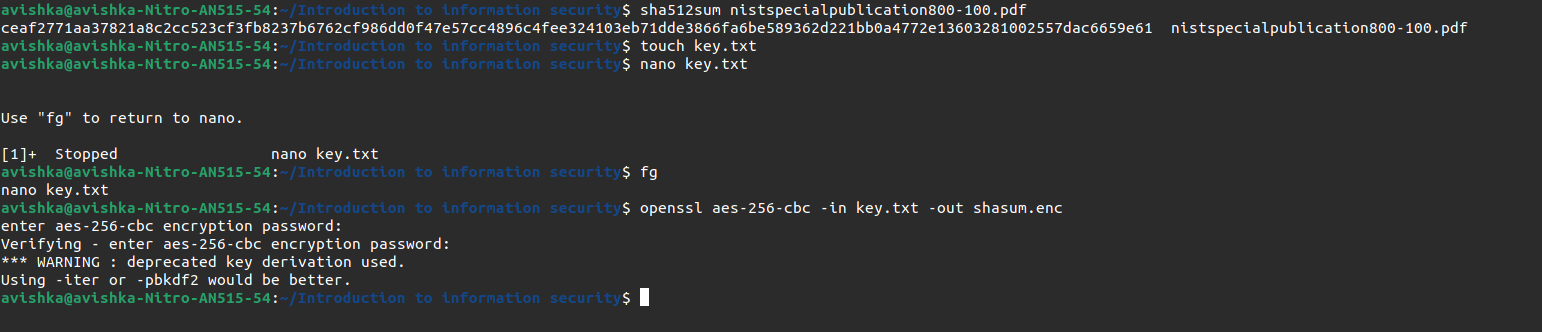 avishka@avishka-Nitro-AN515-54:~/Introduction to information security$ sha512sum nistspecialpublication800-100.pdf
ceaf2771aa37821a8c2cc523cf3fb8237b6762cf986dd0f47e57cc4896c4fee324103eb71dde3866fa6be589362d221bb0a4772e13603281002557dac6659e61  nistspecialpublication800-100.pdf
avishka@avishka-Nitro-AN515-54:~/Introduction to information security$ touch key.txt
avishka@avishka-Nitro-AN515-54:~/Introduction to information security$ nano key.txt
Use "fg" to return to nano.
[1]+  Stopped                 nano key.txt
avishka@avishka-Nitro-AN515-54:~/Introduction to information security$ fg
nano key.txt
avishka@avishka-Nitro-AN515-54:~/Introduction to information security$ openssl aes-256-cbc -in key.txt -out shasum.enc
enter aes-256-cbc encryption password:
Verifying - enter aes-256-cbc encryption password:
*** WARNING : deprecated key derivation used.
Using -iter or -pbkdf2 would be better.
avishka@avishka-Nitro-AN515-54:~/Introduction to information security$